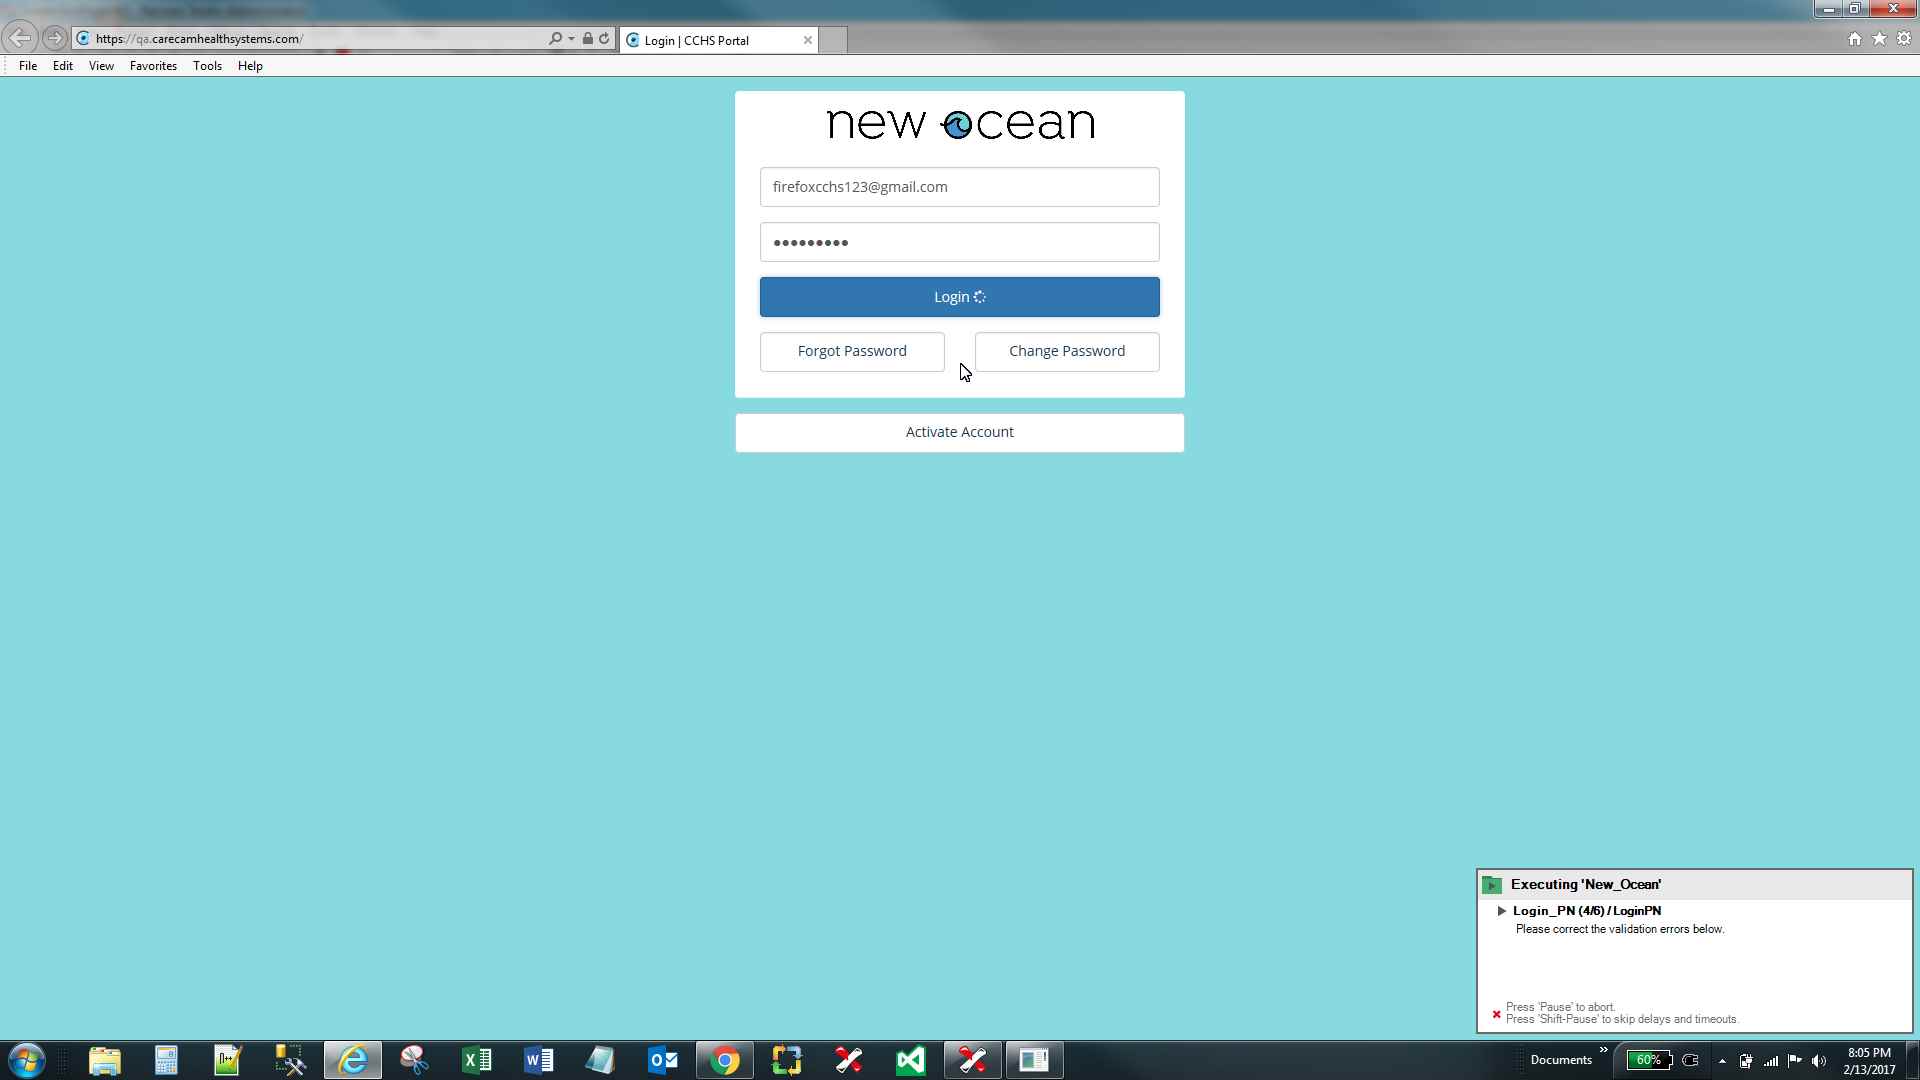 https://qa.carecamhealthsystems.com/
Login | CCHS Portal
File Edit View Favorites Tools Help
new ocean
firefoxcchs123@gmail.com
•••••••••
Login
Forgot Password Change Password
Activate Account
Executing 'New_Ocean'
Login_PN (4/6) / LoginPN
Please correct the validation errors below.
Press 'Pause' to abort.
Press 'Shift-Pause' to skip delays and timeouts.
Documents » 60% 8:05 PM
2/13/2017